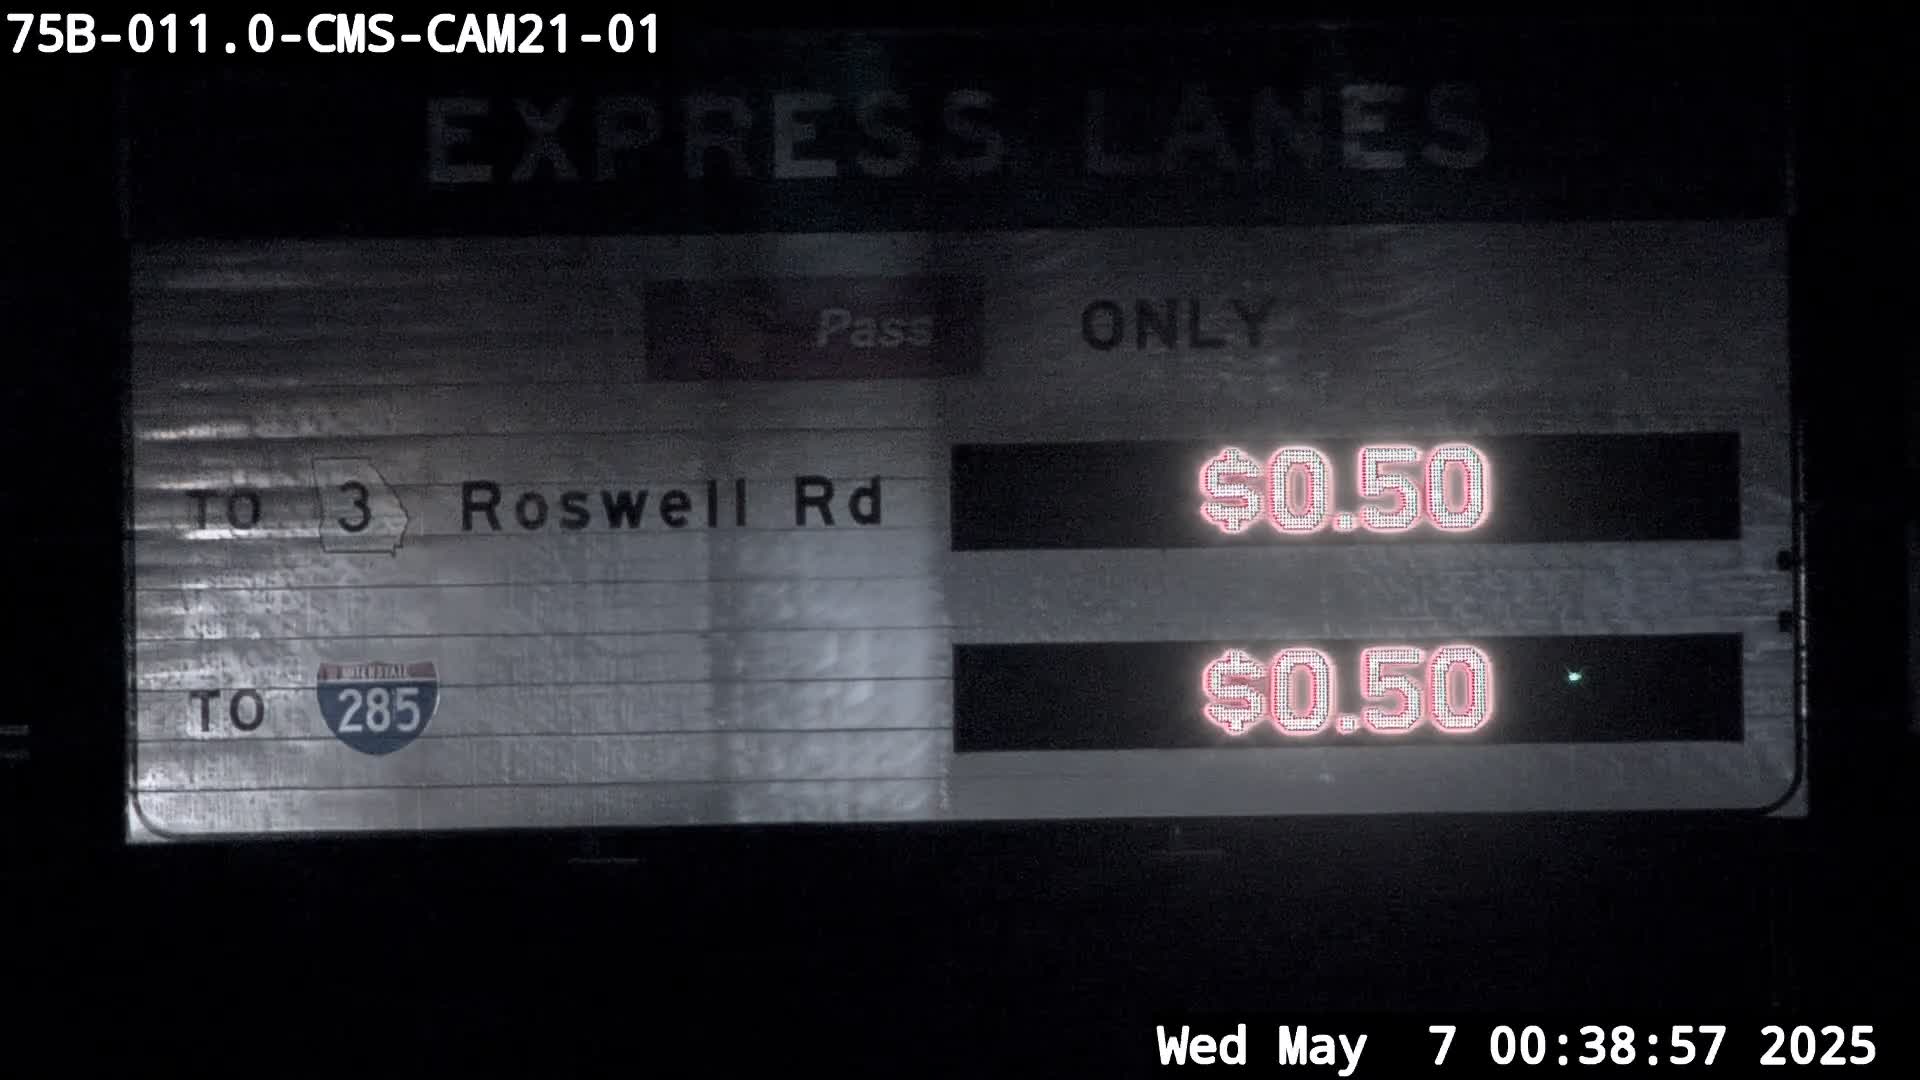 75B-011.0-CMS-CAM21-01
EXPRESS LANES
Pass ONLY
TO 3 Roswell Rd $0.50
INTERSTATE
TO 285 $0.50
Wed May 7 00:38:57 2025